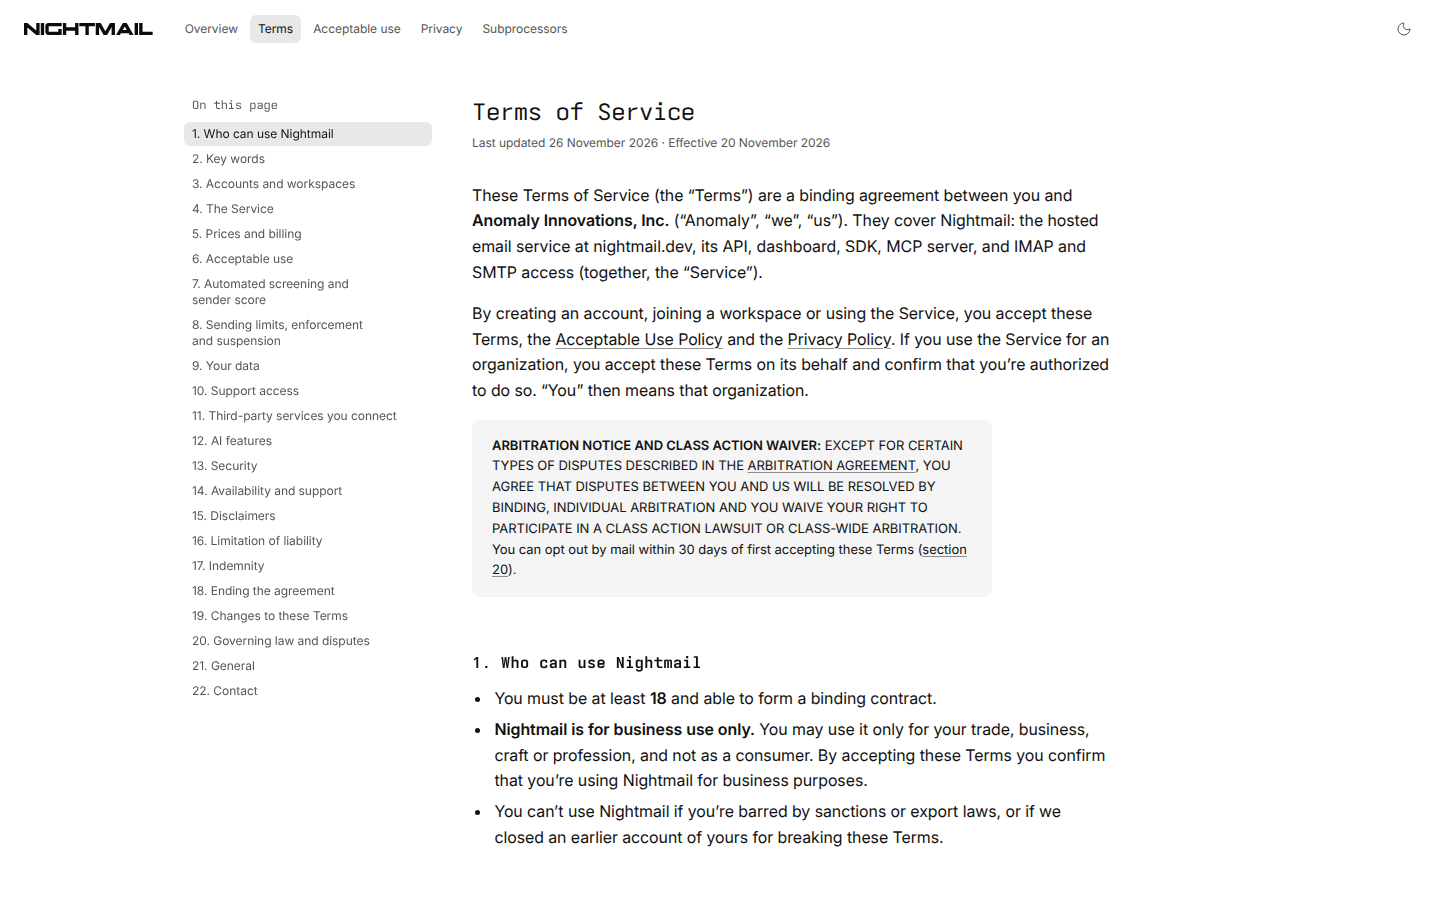 NIGHTMAIL
Overview
Terms
Acceptable use
Privacy
Subprocessors
On this page
1. Who can use Nightmail
2. Key words
3. Accounts and workspaces
4. The Service
5. Prices and billing
6. Acceptable use
7. Automated screening and
sender score
8. Sending limits, enforcement
and suspension
9. Your data
10. Support access
11. Third-party services you connect
12. AI features
13. Security
14. Availability and support
15. Disclaimers
16. Limitation of liability
17. Indemnity
18. Ending the agreement
19. Changes to these Terms
20. Governing law and disputes
21. General
22. Contact
Terms of Service
Last updated 26 November 2026 · Effective 20 November 2026
These Terms of Service (the “Terms”) are a binding agreement between you and
Anomaly Innovations, Inc. (“Anomaly”, “we”, “us”). They cover Nightmail: the hosted
email service at nightmail.dev, its API, dashboard, SDK, MCP server, and IMAP and
SMTP access (together, the “Service”).
By creating an account, joining a workspace or using the Service, you accept these
Terms, the Acceptable Use Policy and the Privacy Policy. If you use the Service for an
organization, you accept these Terms on its behalf and confirm that you’re authorized
to do so. “You” then means that organization.
ARBITRATION NOTICE AND CLASS ACTION WAIVER: EXCEPT FOR CERTAIN
TYPES OF DISPUTES DESCRIBED IN THE ARBITRATION AGREEMENT, YOU
AGREE THAT DISPUTES BETWEEN YOU AND US WILL BE RESOLVED BY
BINDING, INDIVIDUAL ARBITRATION AND YOU WAIVE YOUR RIGHT TO
PARTICIPATE IN A CLASS ACTION LAWSUIT OR CLASS-WIDE ARBITRATION.
You can opt out by mail within 30 days of first accepting these Terms (section
20).
1. Who can use Nightmail
• You must be at least 18 and able to form a binding contract.
• Nightmail is for business use only. You may use it only for your trade, business,
craft or profession, and not as a consumer. By accepting these Terms you confirm
that you’re using Nightmail for business purposes.
• You can’t use Nightmail if you’re barred by sanctions or export laws, or if we
closed an earlier account of yours for breaking these Terms.